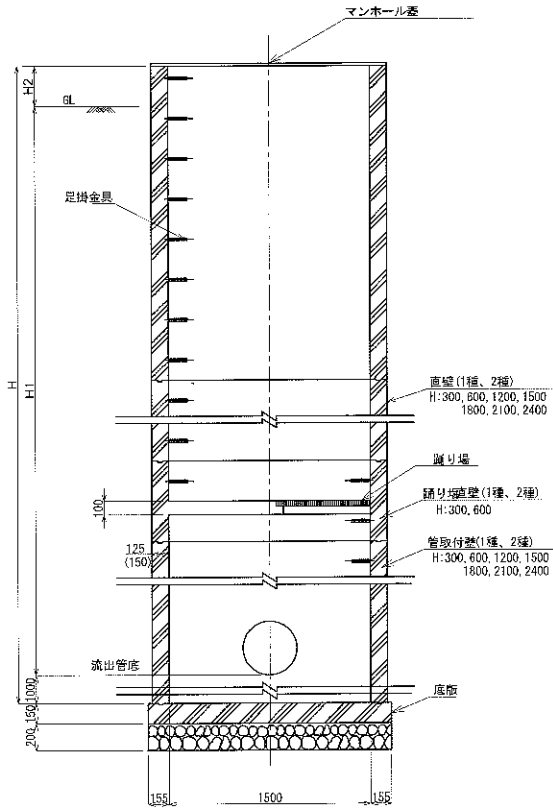 マンホール蓋
H2
GL
足掛金具
H
H1
直壁(1種、2種)
H:300,600,1200,1500
1800,2100,2400
踊り場
踊り場直壁(1種、2種)
H:300,600
100
125
(150)
管取付壁(1種、2種)
H:300,600,1200,1500
1800,2100,2400
流出管底
1000
底版
150
200
155
1500
155